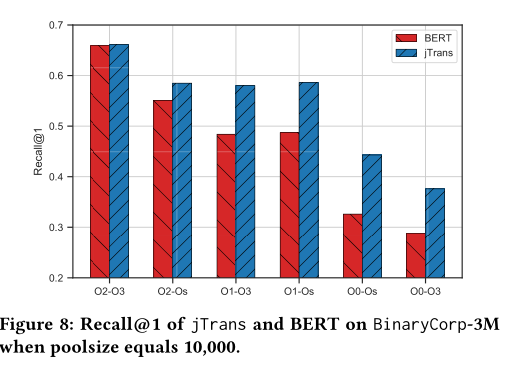 0.7
0.6
0.5
0.4
0.3
0.2
Recall@1
BERT
jTrans
O2-O3 O2-Os O1-O3 O1-Os O0-Os O0-O3
Figure 8: Recall@1 of jTrans and BERT on BinaryCorp-3M
when poolsize equals 10,000.